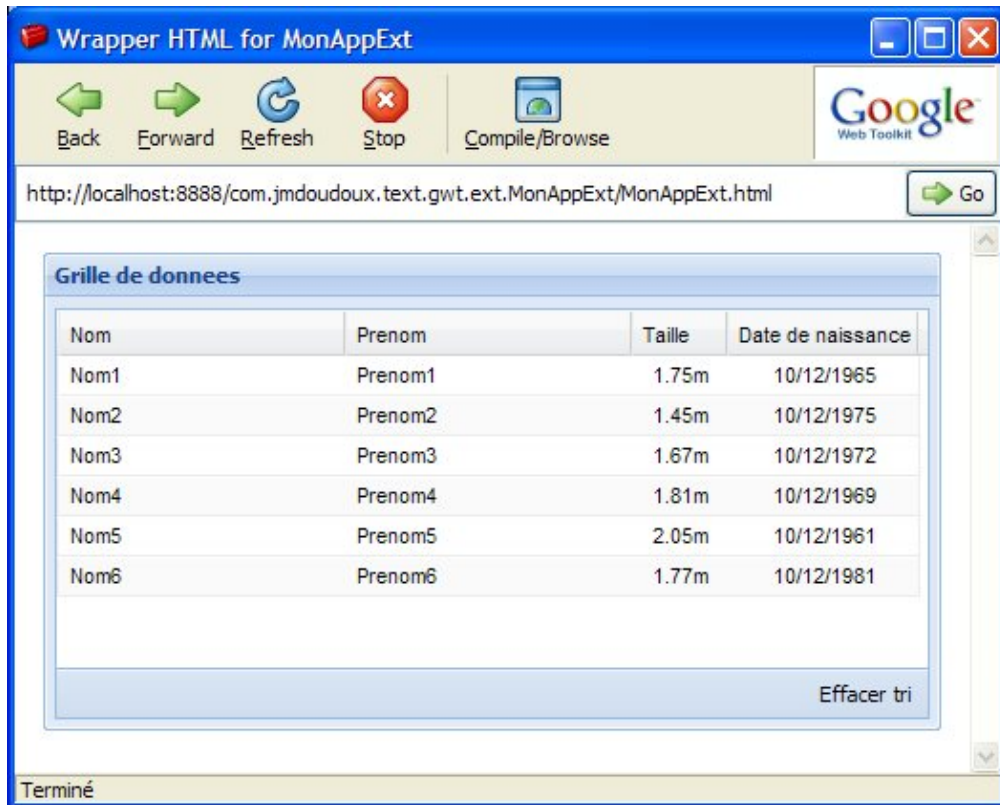 Wrapper HTML for MonAppExt
Back Forward Refresh Stop Compile/Browse
Google
Web Toolkit
http://localhost:8888/com.jmdoudoux.text.gwt.ext.MonAppExt/MonAppExt.html Go
Grille de donnees
Nom Prenom Taille Date de naissance
Nom1 Prenom1 1.75m 10/12/1965
Nom2 Prenom2 1.45m 10/12/1975
Nom3 Prenom3 1.67m 10/12/1972
Nom4 Prenom4 1.81m 10/12/1969
Nom5 Prenom5 2.05m 10/12/1961
Nom6 Prenom6 1.77m 10/12/1981
Effacer tri
Terminé